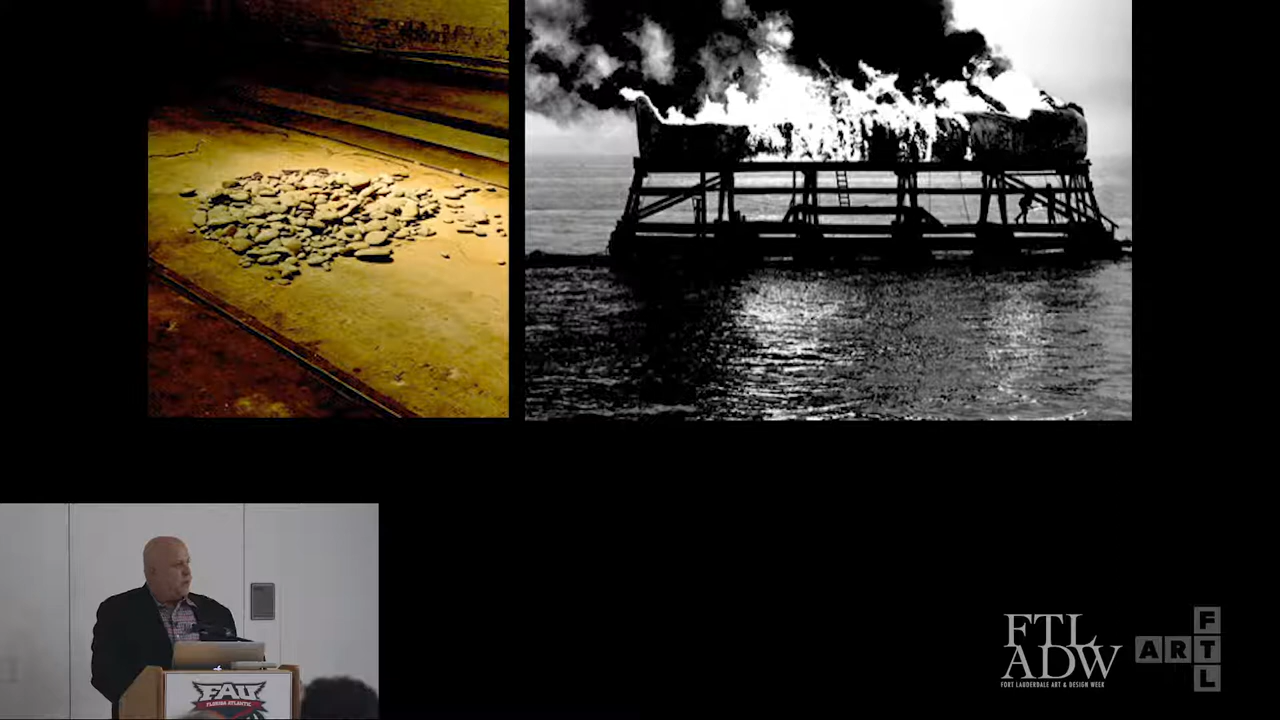 FTL
ADW
FORT LAUDERDALE ART & DESIGN WEEK
F
ART
L
FAU
FLORIDA ATLANTIC